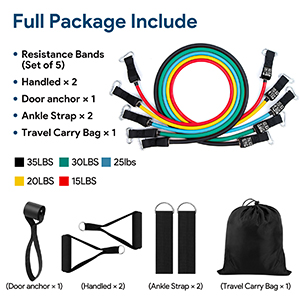 Full Package Include
• Resistance Bands
(Set of 5)
• Handled × 2
• Door anchor × 1
• Ankle Strap × 2
• Travel Carry Bag × 1
35LBS 30LBS 25lbs
20LBS 15LBS
(Door anchor × 1) (Handled × 2) (Ankle Strap × 2) (Travel Carry Bag × 1)